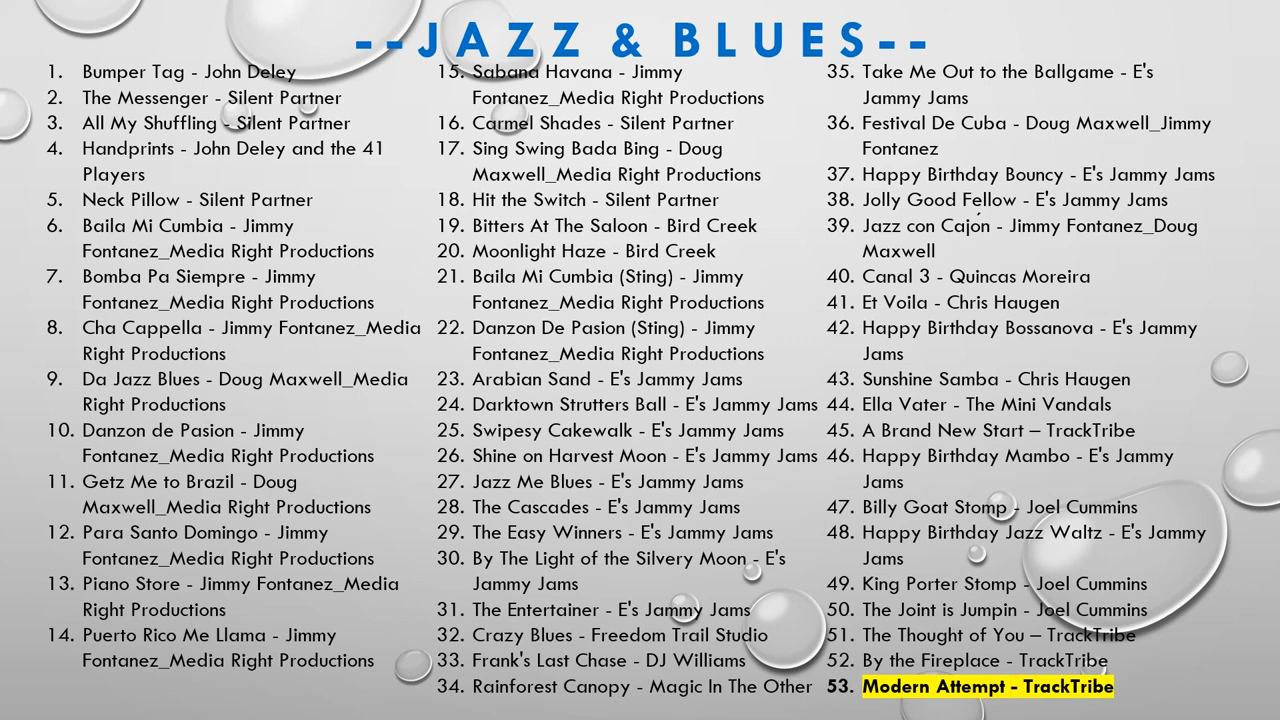 --JAZZ & BLUES--
1. Bumper Tag - John Deley
2. The Messenger - Silent Partner
3. All My Shuffling - Silent Partner
4. Handprints - John Deley and the 41
Players
5. Neck Pillow - Silent Partner
6. Baila Mi Cumbia - Jimmy
Fontanez_Media Right Productions
7. Bomba Pa Siempre - Jimmy
Fontanez_Media Right Productions
8. Cha Cappella - Jimmy Fontanez_Media
Right Productions
9. Da Jazz Blues - Doug Maxwell_Media
Right Productions
10. Danzon de Pasion - Jimmy
Fontanez_Media Right Productions
11. Getz Me to Brazil - Doug
Maxwell_Media Right Productions
12. Para Santo Domingo - Jimmy
Fontanez_Media Right Productions
13. Piano Store - Jimmy Fontanez_Media
Right Productions
14. Puerto Rico Me Llama - Jimmy
Fontanez_Media Right Productions
15. Sabana Havana - Jimmy
Fontanez_Media Right Productions
16. Carmel Shades - Silent Partner
17. Sing Swing Bada Bing - Doug
Maxwell_Media Right Productions
18. Hit the Switch - Silent Partner
19. Bitters At The Saloon - Bird Creek
20. Moonlight Haze - Bird Creek
21. Baila Mi Cumbia (Sting) - Jimmy
Fontanez_Media Right Productions
22. Danzon De Pasion (Sting) - Jimmy
Fontanez_Media Right Productions
23. Arabian Sand - E's Jammy Jams
24. Darktown Strutters Ball - E's Jammy Jams
25. Swipesy Cakewalk - E's Jammy Jams
26. Shine on Harvest Moon - E's Jammy Jams
27. Jazz Me Blues - E's Jammy Jams
28. The Cascades - E's Jammy Jams
29. The Easy Winners - E's Jammy Jams
30. By The Light of the Silvery Moon - E's
Jammy Jams
31. The Entertainer - E's Jammy Jams
32. Crazy Blues - Freedom Trail Studio
33. Frank's Last Chase - DJ Williams
34. Rainforest Canopy - Magic In The Other
35. Take Me Out to the Ballgame - E's
Jammy Jams
36. Festival De Cuba - Doug Maxwell_Jimmy
Fontanez
37. Happy Birthday Bouncy - E's Jammy Jams
38. Jolly Good Fellow - E's Jammy Jams
39. Jazz con Cajón - Jimmy Fontanez_Doug
Maxwell
40. Canal 3 - Quincas Moreira
41. Et Voila - Chris Haugen
42. Happy Birthday Bossanova - E's Jammy
Jams
43. Sunshine Samba - Chris Haugen
44. Ella Vater - The Mini Vandals
45. A Brand New Start – TrackTribe
46. Happy Birthday Mambo - E's Jammy
Jams
47. Billy Goat Stomp - Joel Cummins
48. Happy Birthday Jazz Waltz - E's Jammy
Jams
49. King Porter Stomp - Joel Cummins
50. The Joint is Jumpin - Joel Cummins
51. The Thought of You – TrackTribe
52. By the Fireplace - TrackTribe
53. Modern Attempt - TrackTribe